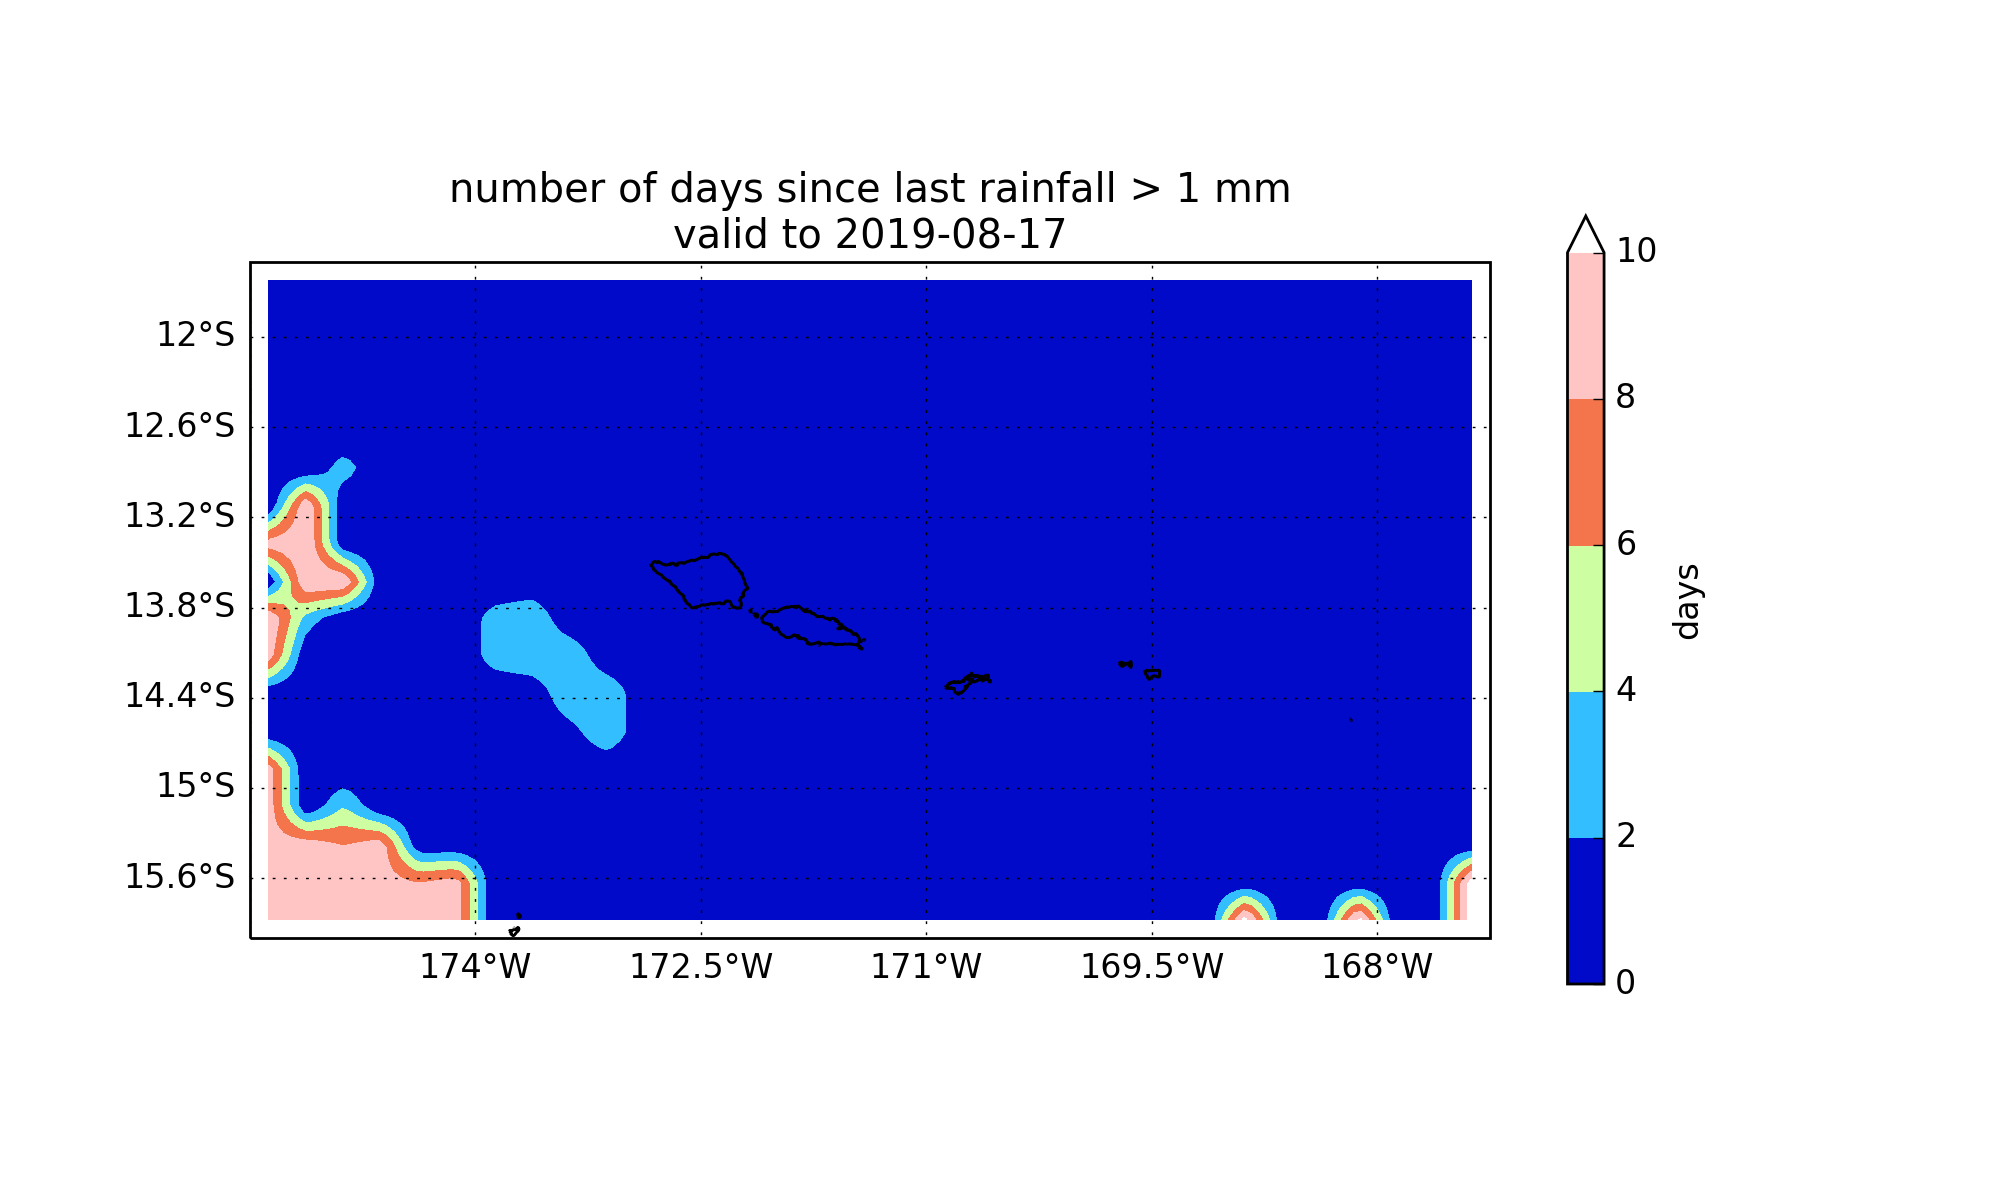 number of days since last rainfall > 1 mm
valid to 2019-08-17
12°S
12.6°S
13.2°S
13.8°S
14.4°S
15°S
15.6°S
174°W
172.5°W
171°W
169.5°W
168°W
10
8
6
4
2
0
days